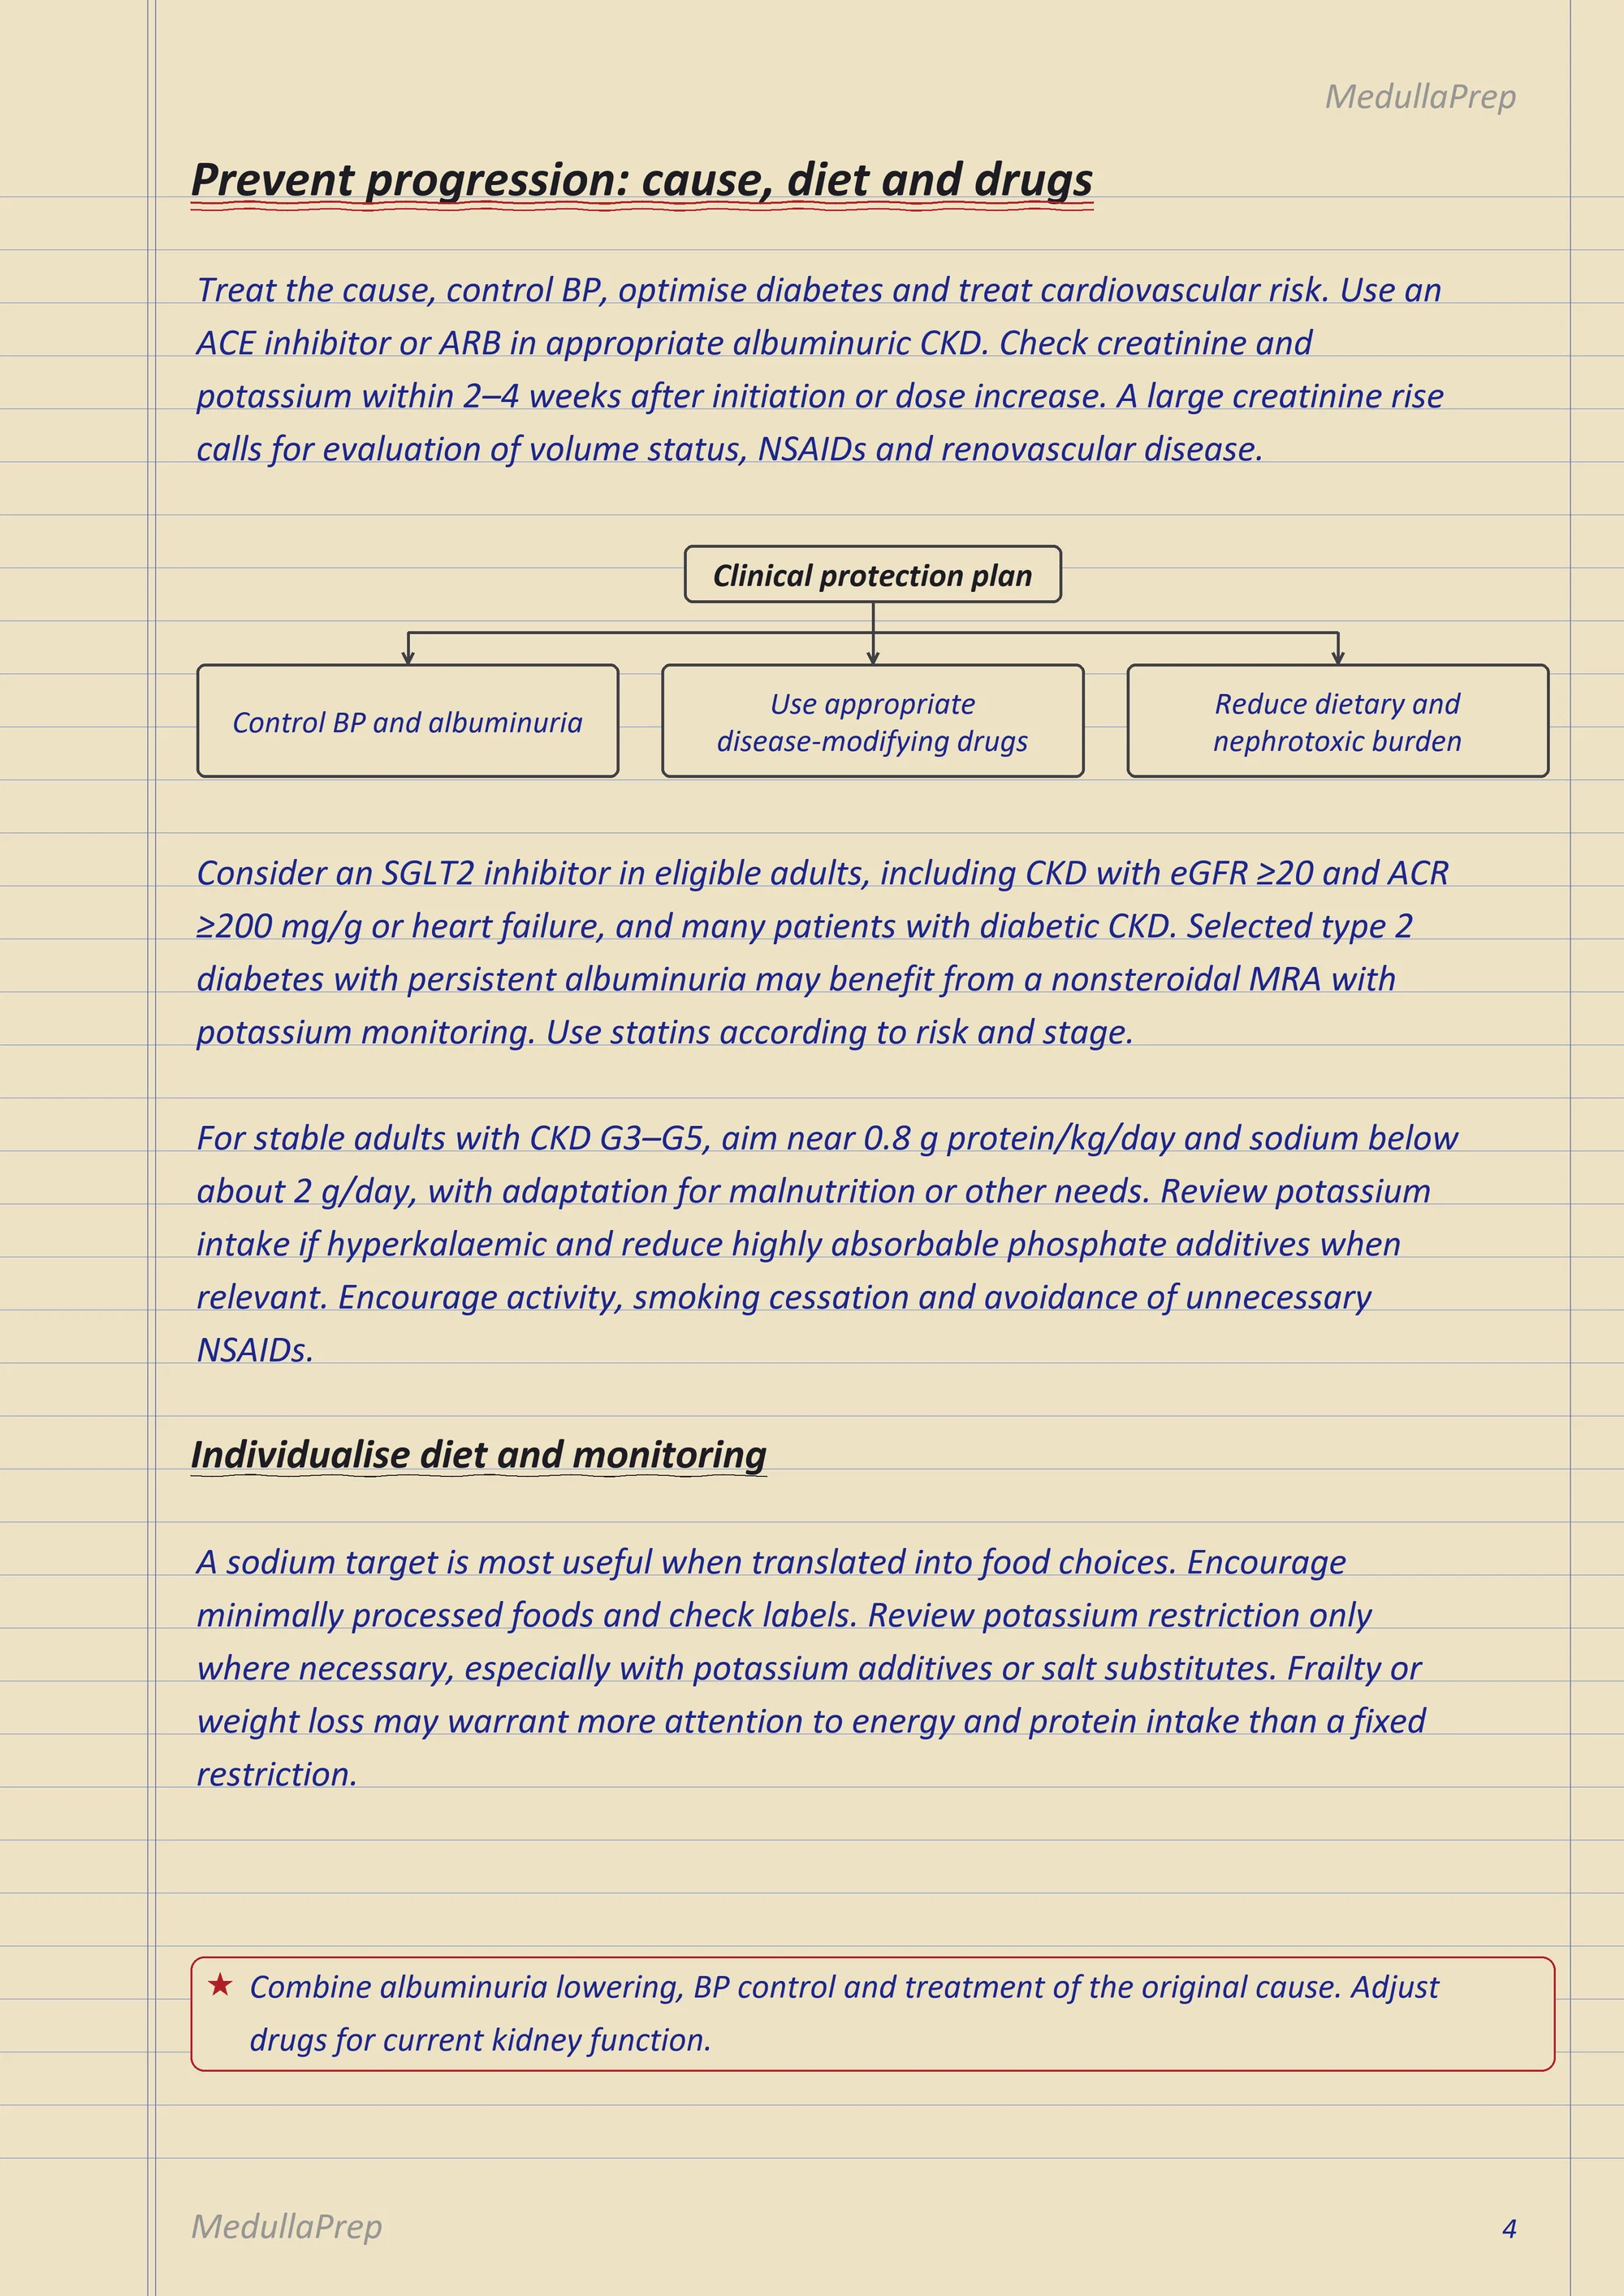 MedullaPrep
Prevent progression: cause, diet and drugs
Treat the cause, control BP, optimise diabetes and treat cardiovascular risk. Use an
ACE inhibitor or ARB in appropriate albuminuric CKD. Check creatinine and
potassium within 2–4 weeks after initiation or dose increase. A large creatinine rise
calls for evaluation of volume status, NSAIDs and renovascular disease.
Clinical protection plan
Control BP and albuminuria
Use appropriate
disease-modifying drugs
Reduce dietary and
nephrotoxic burden
Consider an SGLT2 inhibitor in eligible adults, including CKD with eGFR ≥20 and ACR
≥200 mg/g or heart failure, and many patients with diabetic CKD. Selected type 2
diabetes with persistent albuminuria may benefit from a nonsteroidal MRA with
potassium monitoring. Use statins according to risk and stage.
For stable adults with CKD G3–G5, aim near 0.8 g protein/kg/day and sodium below
about 2 g/day, with adaptation for malnutrition or other needs. Review potassium
intake if hyperkalaemic and reduce highly absorbable phosphate additives when
relevant. Encourage activity, smoking cessation and avoidance of unnecessary
NSAIDs.
Individualise diet and monitoring
A sodium target is most useful when translated into food choices. Encourage
minimally processed foods and check labels. Review potassium restriction only
where necessary, especially with potassium additives or salt substitutes. Frailty or
weight loss may warrant more attention to energy and protein intake than a fixed
restriction.
★ Combine albuminuria lowering, BP control and treatment of the original cause. Adjust
drugs for current kidney function.
MedullaPrep
4